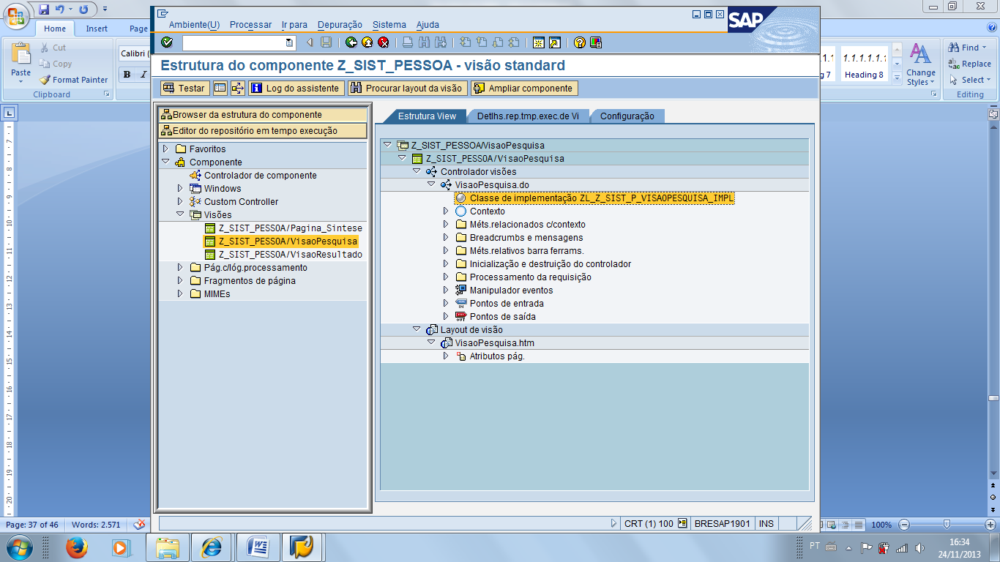 Home Insert Page
Cut
Copy
Format Painter
Paste
Clipboard
Calibri (
B I
Ambiente(U) Processar Ir para Depuração Sistema Ajuda
SAP
Estrutura do componente Z_SIST_PESSOA - visão standard
Testar Log do assistente Procurar layout da visão Ampliar componente
Browser da estrutura do componente
Editor do repositório em tempo execução
Favoritos
Componente
Controlador de componente
Windows
Custom Controller
Visões
Z_SIST_PESSOA/Pagina_Sintese
Z_SIST_PESSOA/VisaoPesquisa
Z_SIST_PESSOA/VisaoResultado
Pág.c/lóg.processamento
Fragmentos de página
MIMEs
Estrutura View Detlhs.rep.tmp.exec.de Vi Configuração
Z_SIST_PESSOA/VisaoPesquisa
Z_SIST_PESSOA/VisaoPesquisa
Controlador visões
VisaoPesquisa.do
Classe de implementação ZL_Z_SIST_P_VISAOPESQUISA_IMPL
Contexto
Méts.relacionados c/contexto
Breadcrumbs e mensagens
Méts.relativos barra ferrams.
Inicialização e destruição do controlador
Processamento da requisição
Manipulador eventos
IN Pontos de entrada
OUT Pontos de saída
Layout de visão
VisaoPesquisa.htm
Atributos pág.
CRT (1) 100 BRESAP1901 INS
1.1. 1.1.1.1.1.
g 7 Heading 8
Change
Styles
Find
Replace
Select
Editing
Page: 37 of 46 Words: 2.571
100%
PT
16:34
24/11/2013